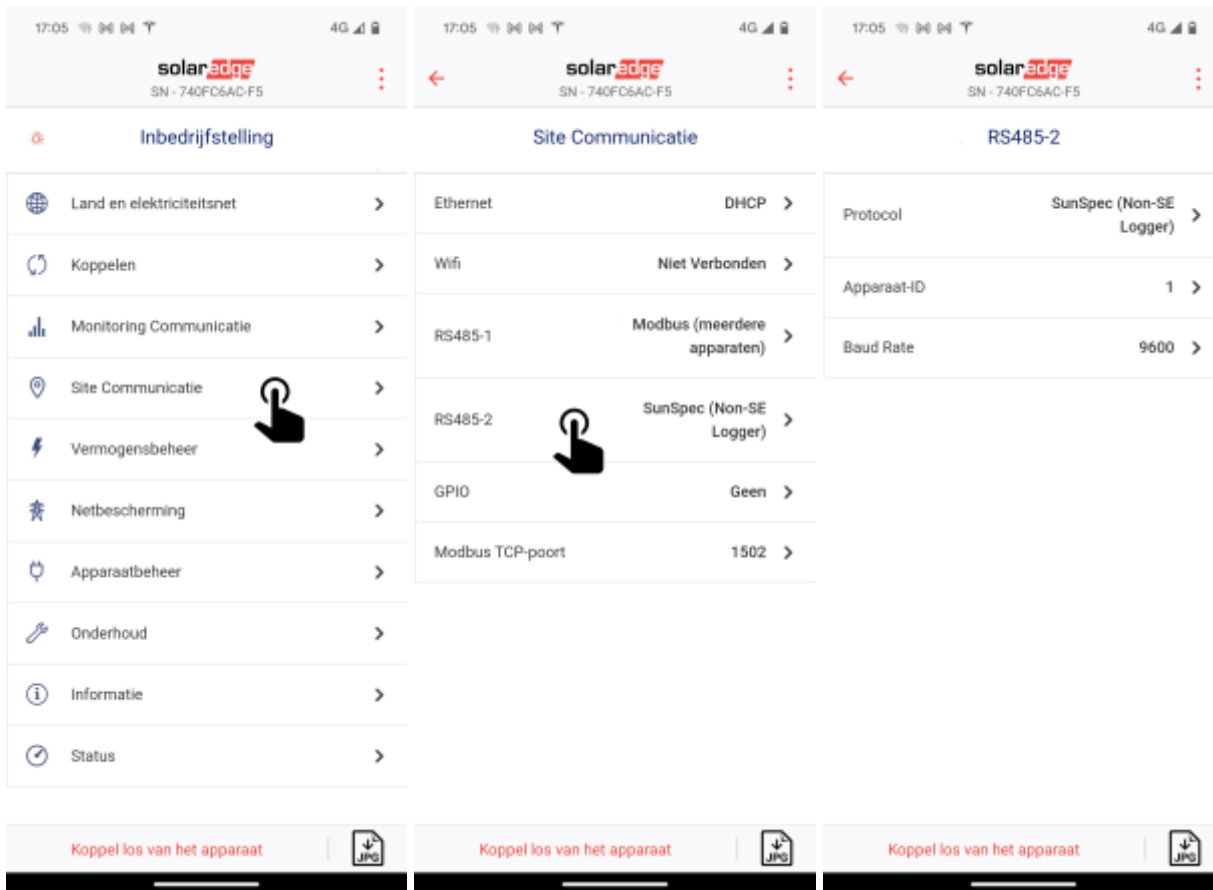 17:05
4G
solaredge
SN - 740FC6AC-F5
Inbedrijfstelling
Land en elektriciteitsnet
Koppelen
Monitoring Communicatie
Site Communicatie
Vermogensbeheer
Netbescherming
Apparaatbeheer
Onderhoud
Informatie
Status
Koppel los van het apparaat
JPG
17:05
4G
solaredge
SN - 740FC6AC-F5
Site Communicatie
Ethernet DHCP
Wifi Niet Verbonden
RS485-1 Modbus (meerdere
apparaten)
RS485-2 SunSpec (Non-SE
Logger)
GPIO Geen
Modbus TCP-poort 1502
Koppel los van het apparaat
JPG
17:05
4G
solaredge
SN - 740FC6AC-F5
RS485-2
Protocol SunSpec (Non-SE
Logger)
Apparaat-ID 1
Baud Rate 9600
Koppel los van het apparaat
JPG